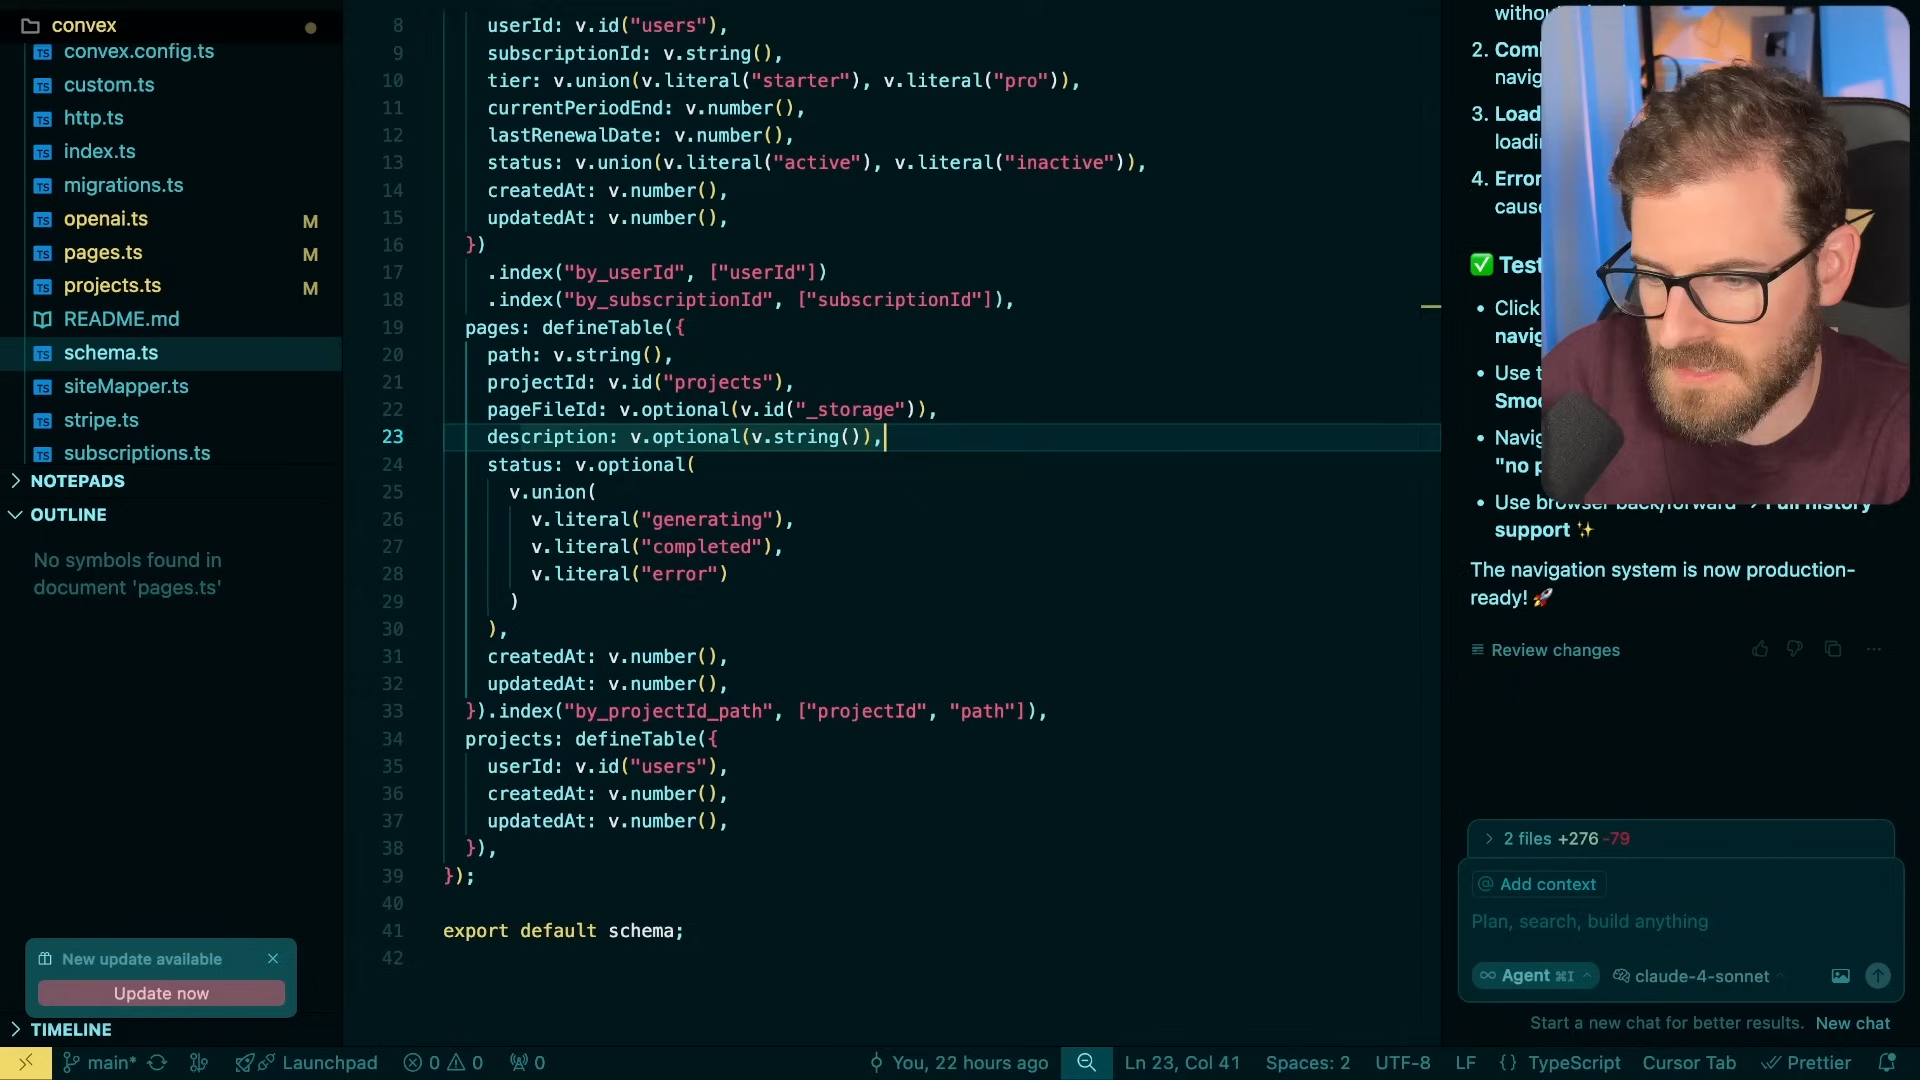 convex
convex.config.ts
custom.ts
http.ts
index.ts
migrations.ts
openai.ts M
pages.ts M
projects.ts M
README.md
schema.ts
siteMapper.ts
stripe.ts
subscriptions.ts
NOTEPADS
OUTLINE
No symbols found in
document 'pages.ts'
New update available
Update now
TIMELINE
8 userId: v.id("users"),
9 subscriptionId: v.string(),
10 tier: v.union(v.literal("starter"), v.literal("pro")),
11 currentPeriodEnd: v.number(),
12 lastRenewalDate: v.number(),
13 status: v.union(v.literal("active"), v.literal("inactive")),
14 createdAt: v.number(),
15 updatedAt: v.number(),
16 })
17 .index("by_userId", ["userId"])
18 .index("by_subscriptionId", ["subscriptionId"]),
19 pages: defineTable({
20 path: v.string(),
21 projectId: v.id("projects"),
22 pageFileId: v.optional(v.id("_storage")),
23 description: v.optional(v.string()),
24 status: v.optional(
25 v.union(
26 v.literal("generating"),
27 v.literal("completed"),
28 v.literal("error")
29 )
30 ),
31 createdAt: v.number(),
32 updatedAt: v.number(),
33 }).index("by_projectId_path", ["projectId", "path"]),
34 projects: defineTable({
35 userId: v.id("users"),
36 createdAt: v.number(),
37 updatedAt: v.number(),
38 }),
39 });
40
41 export default schema;
42
2.
3. Load
4. Error
✅ Test
• Click
• Use
"no
• Use browser back/forward → Full history
support ✨
The navigation system is now production-
ready! 🚀
Review changes
2 files +276 -79
@ Add context
Plan, search, build anything
∞ Agent ⌘I claude-4-sonnet
Start a new chat for better results. New chat
main* Launchpad 0 0 0 You, 22 hours ago Ln 23, Col 41 Spaces: 2 UTF-8 LF {} TypeScript Cursor Tab Prettier